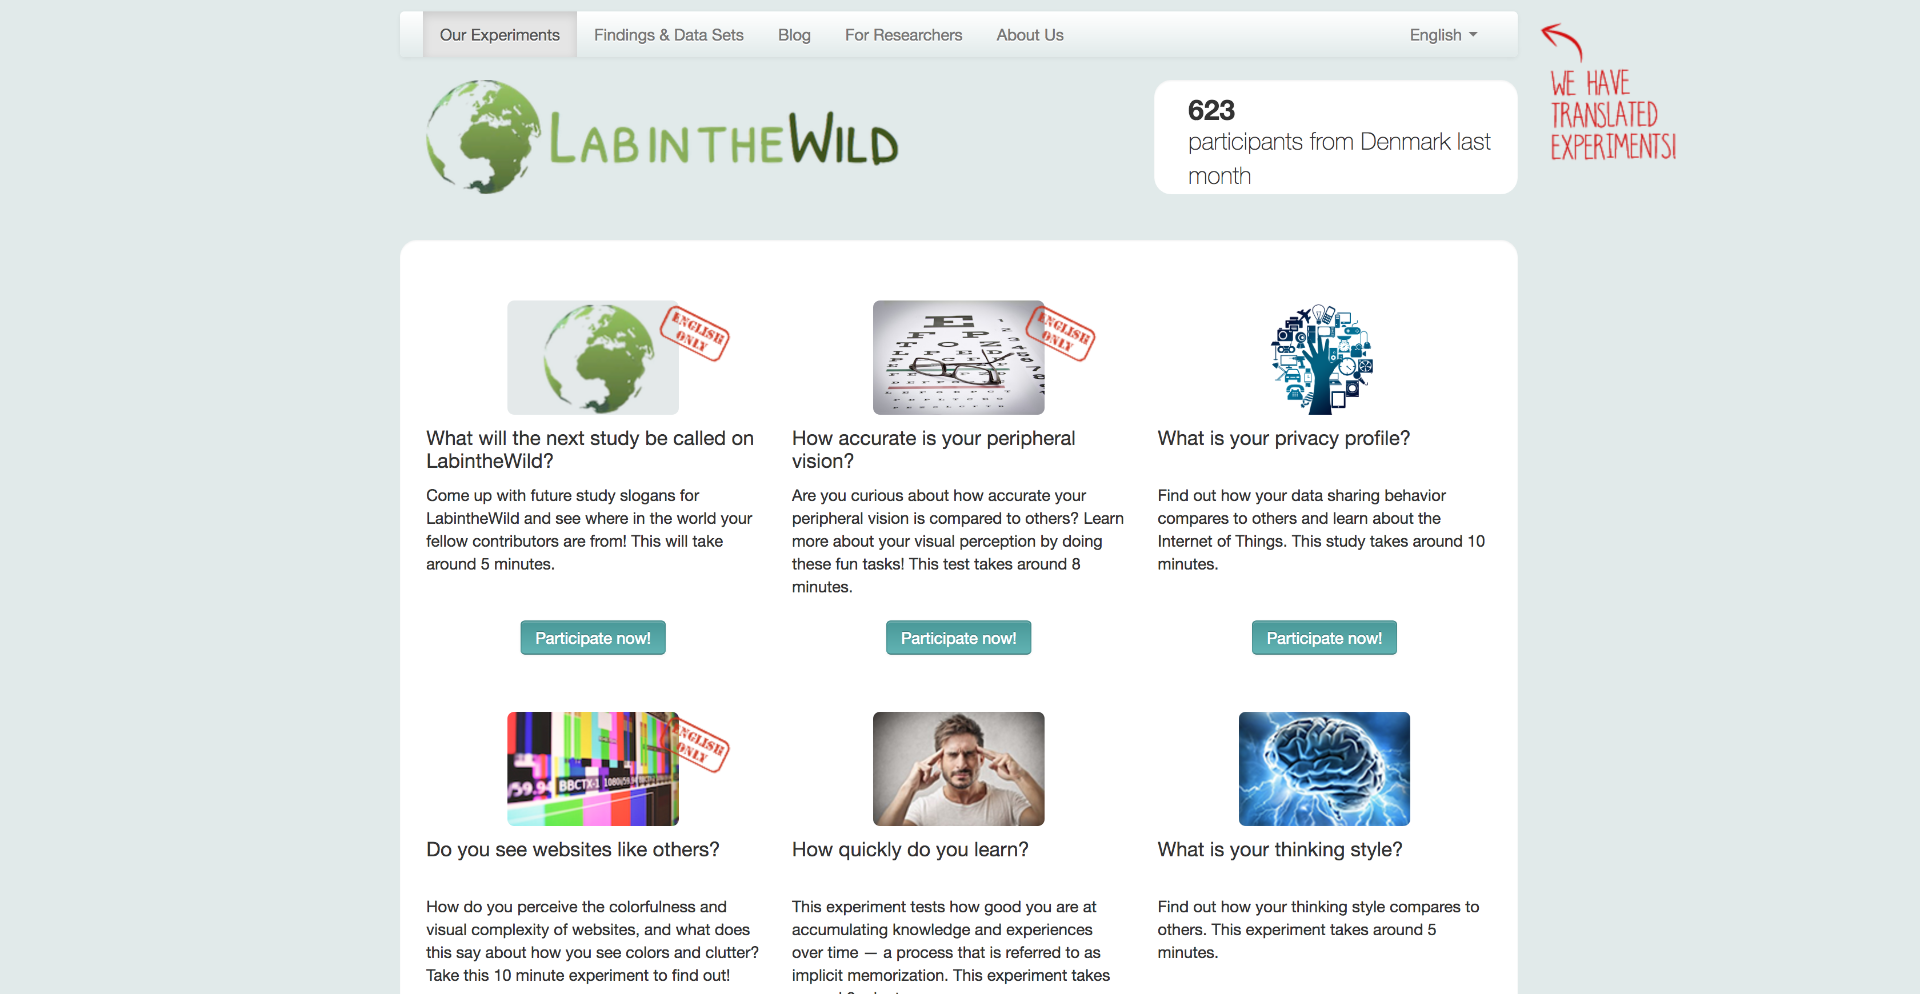 Our Experiments
Findings & Data Sets
Blog
For Researchers
About Us
English
WE HAVE
TRANSLATED
EXPERIMENTS!
LABINTHEWILD
623
participants from Denmark last
month
ENGLISH
ONLY
What will the next study be called on
LabintheWild?
Come up with future study slogans for
LabintheWild and see where in the world your
fellow contributors are from! This will take
around 5 minutes.
Participate now!
ENGLISH
ONLY
How accurate is your peripheral
vision?
Are you curious about how accurate your
peripheral vision is compared to others? Learn
more about your visual perception by doing
these fun tasks! This test takes around 8
minutes.
Participate now!
What is your privacy profile?
Find out how your data sharing behavior
compares to others and learn about the
Internet of Things. This study takes around 10
minutes.
Participate now!
ENGLISH
ONLY
BBCTX-1 1080i/59.94
Do you see websites like others?
How do you perceive the colorfulness and
visual complexity of websites, and what does
this say about how you see colors and clutter?
Take this 10 minute experiment to find out!
How quickly do you learn?
This experiment tests how good you are at
accumulating knowledge and experiences
over time — a process that is referred to as
implicit memorization. This experiment takes
What is your thinking style?
Find out how your thinking style compares to
others. This experiment takes around 5
minutes.